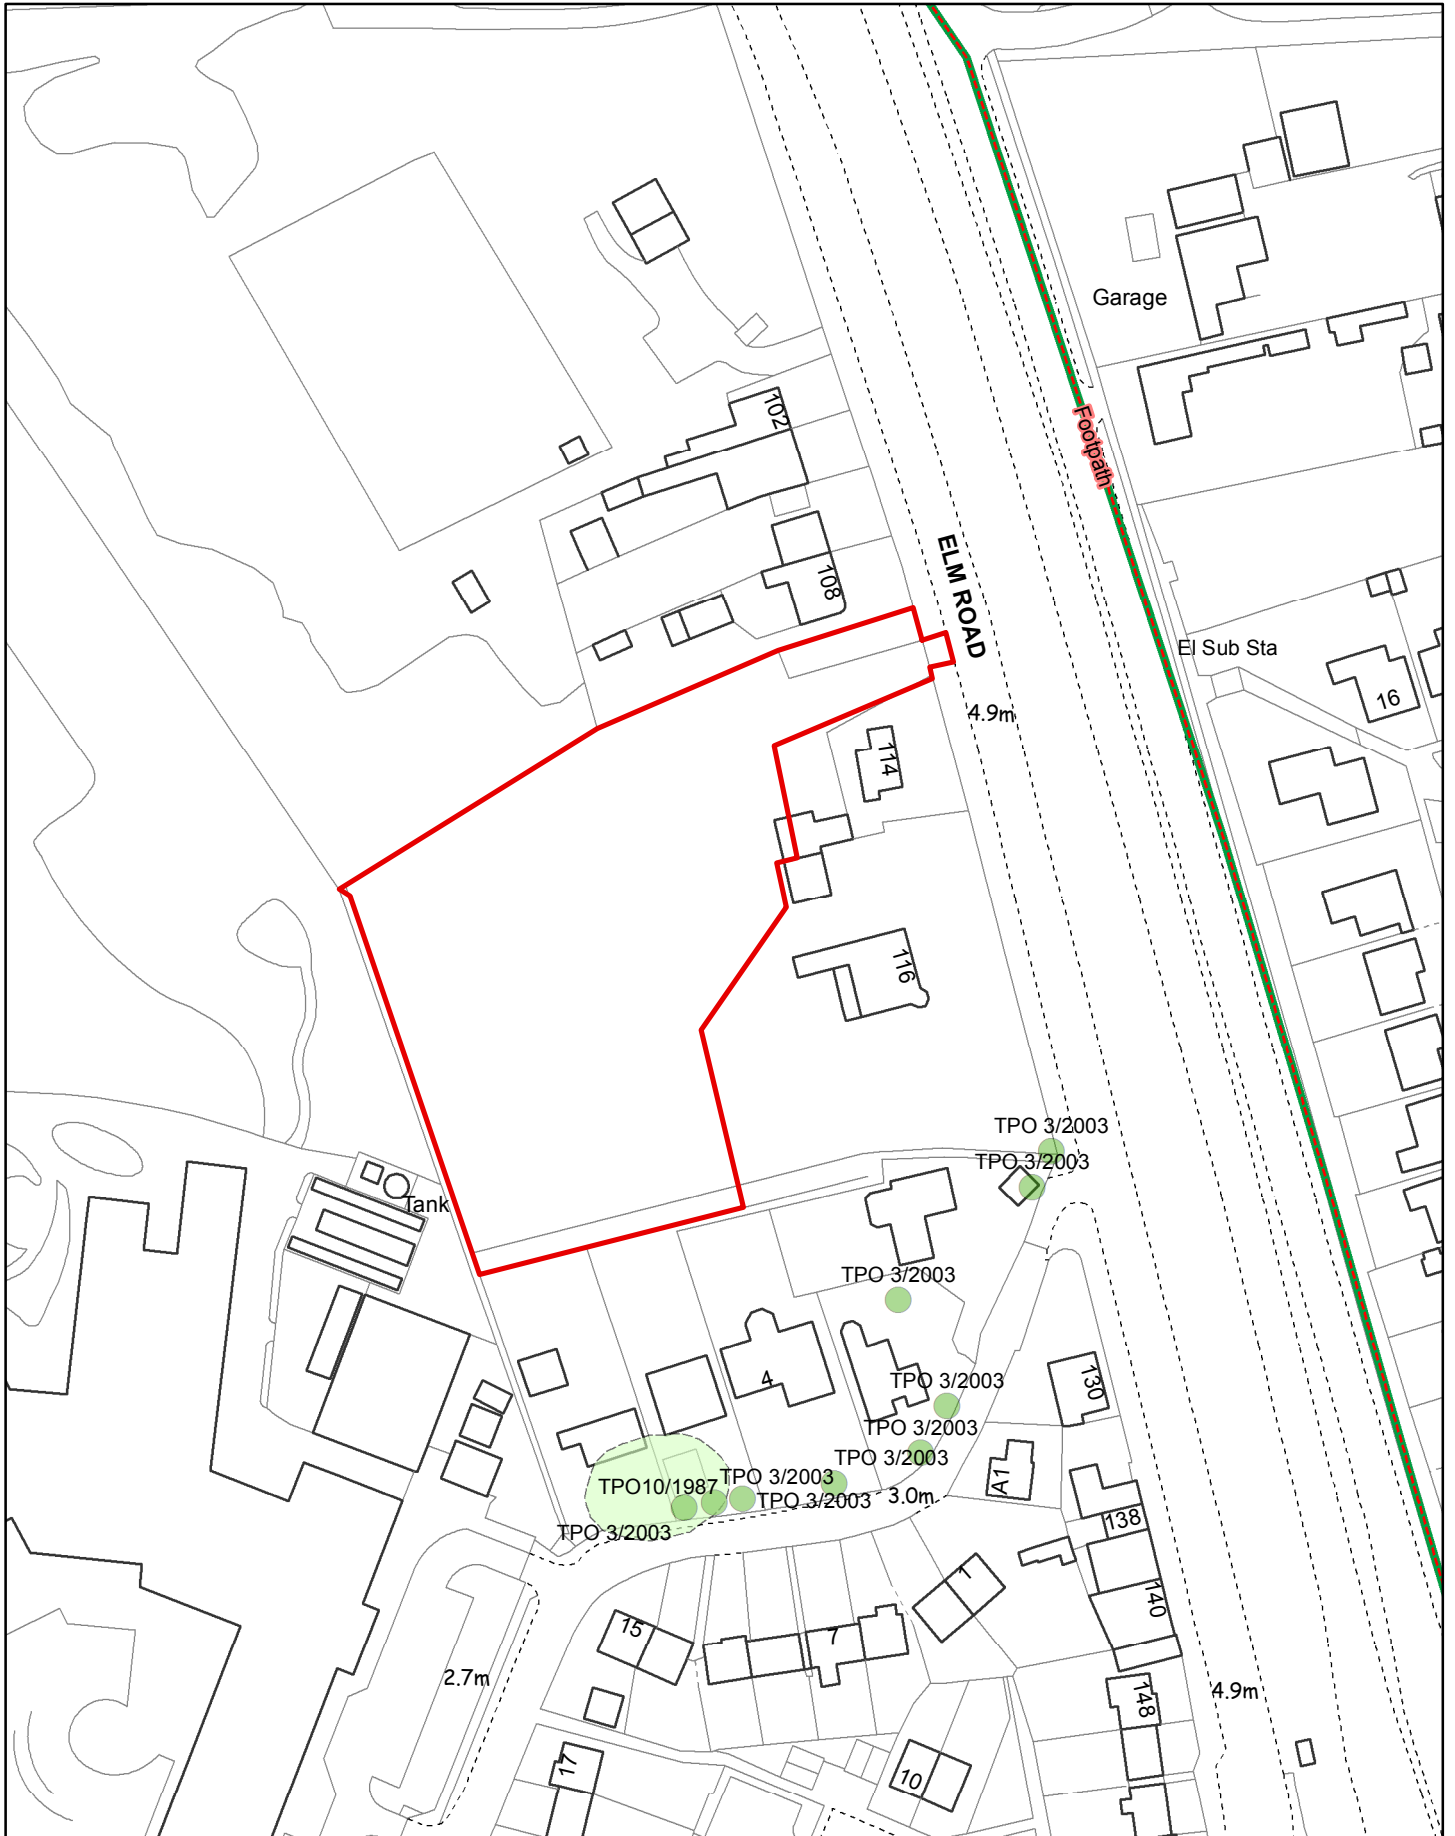 Garage
102
Footpath
ELM ROAD
108
El Sub Sta
16
4.9m
114
116
TPO 3/2003
TPO 3/2003
Tank
TPO 3/2003
4
TPO 3/2003
130
TPO 3/2003
TPO 3/2003
TPO 3/2003
TPO10/1987
TPO 3/2003
TPO 3/2003
A1
3.0m
138
1
140
15
7
2.7m
148
4.9m
17
10